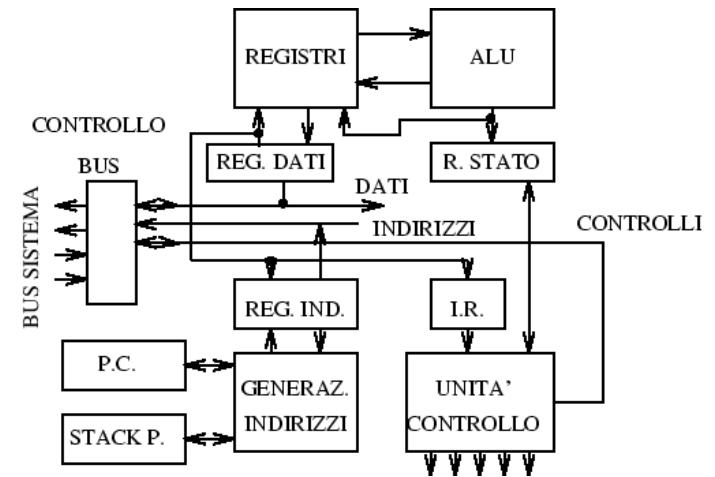 REGISTRI
ALU
CONTROLLO
BUS
REG. DATI
R. STATO
DATI
BUS SISTEMA
INDIRIZZI
CONTROLLI
REG. IND.
I.R.
P.C.
GENERAZ.
INDIRIZZI
UNITA'
CONTROLLO
STACK P.